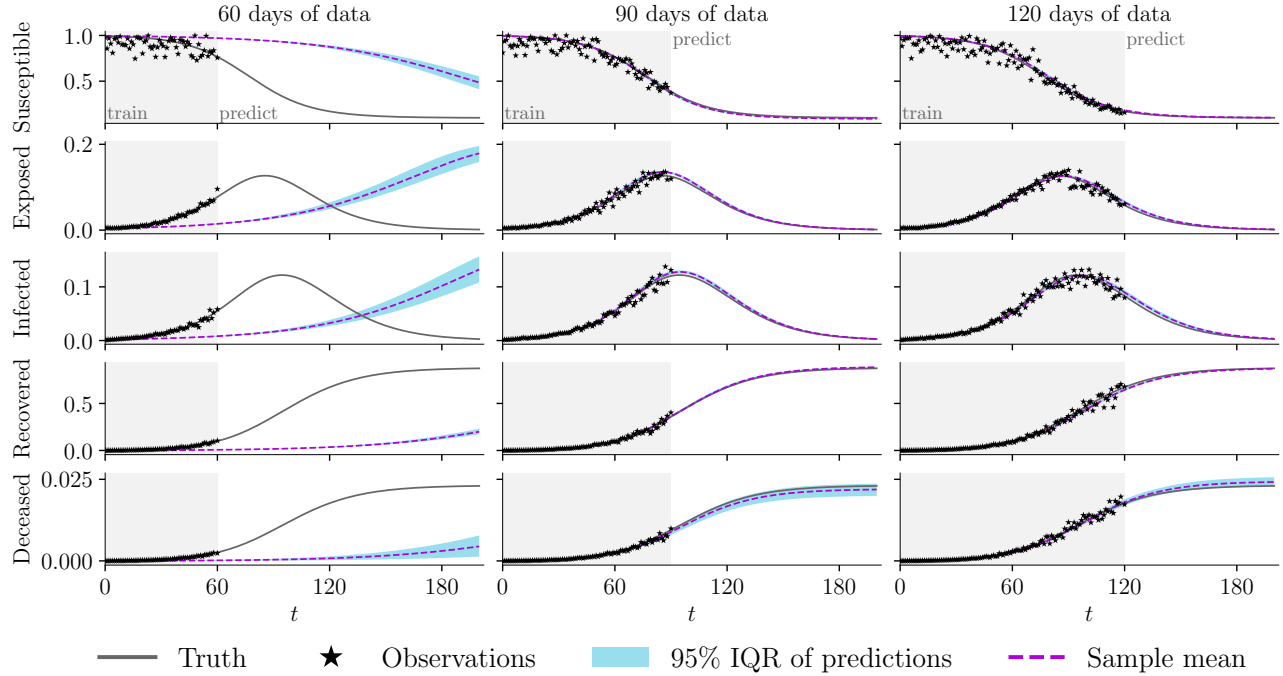 60 days of data
90 days of data
120 days of data
Susceptible
1.0
0.5
train
predict
train
predict
train
predict
Exposed
0.2
0.0
Infected
0.1
0.0
Recovered
0.5
0.0
Deceased
0.025
0.000
0 60 120 180
0 60 120 180
0 60 120 180
t
t
t
Truth
Observations
95% IQR of predictions
Sample mean